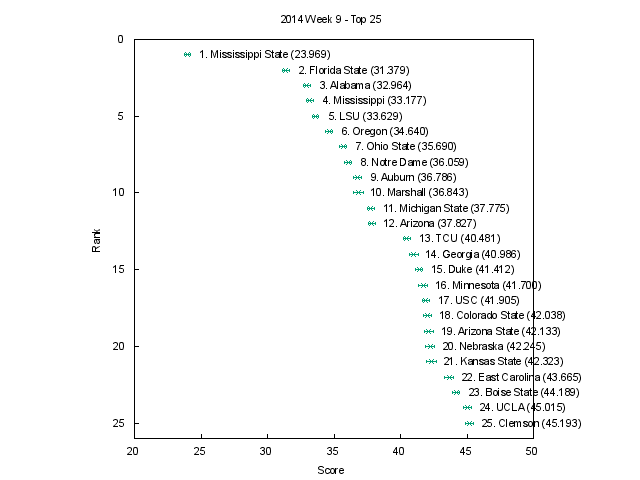 2014 Week 9 - Top 25
0
1. Mississippi State (23.969)
2. Florida State (31.379)
3. Alabama (32.964)
4. Mississippi (33.177)
5
5. LSU (33.629)
6. Oregon (34.640)
7. Ohio State (35.690)
8. Notre Dame (36.059)
9. Auburn (36.786)
10
10. Marshall (36.843)
11. Michigan State (37.775)
12. Arizona (37.827)
13. TCU (40.481)
Rank
14. Georgia (40.986)
15
15. Duke (41.412)
16. Minnesota (41.700)
17. USC (41.905)
18. Colorado State (42.038)
19. Arizona State (42.133)
20
20. Nebraska (42.245)
21. Kansas State (42.323)
22. East Carolina (43.665)
23. Boise State (44.189)
24. UCLA (45.015)
25
25. Clemson (45.193)
20 25 30 35 40 45 50
Score